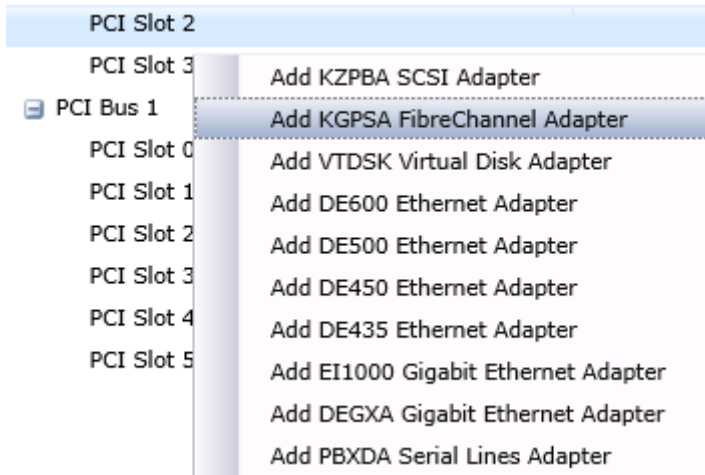 PCI Slot 2
PCI Slot 3
PCI Bus 1
PCI Slot 0
PCI Slot 1
PCI Slot 2
PCI Slot 3
PCI Slot 4
PCI Slot 5
Add KZPBA SCSI Adapter
Add KGPSA FibreChannel Adapter
Add VTDSK Virtual Disk Adapter
Add DE600 Ethernet Adapter
Add DE500 Ethernet Adapter
Add DE450 Ethernet Adapter
Add DE435 Ethernet Adapter
Add EI1000 Gigabit Ethernet Adapter
Add DEGXA Gigabit Ethernet Adapter
Add PBXDA Serial Lines Adapter